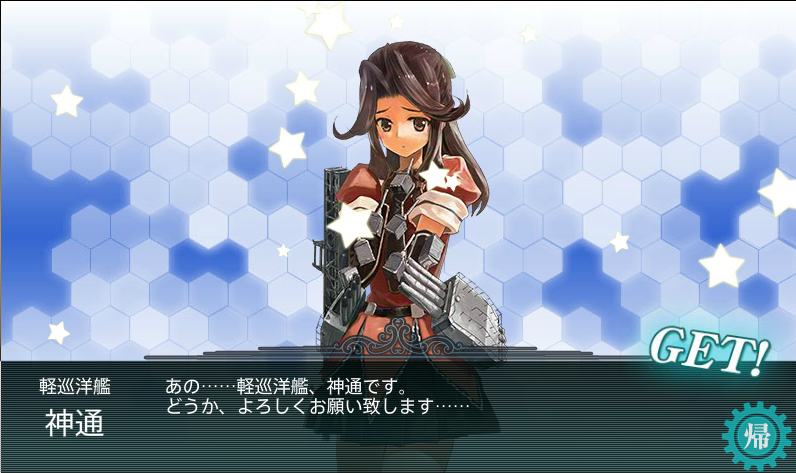 GET!
軽巡洋艦
神通
あの……軽巡洋艦、神通です。
どうか、よろしくお願い致します……
帰